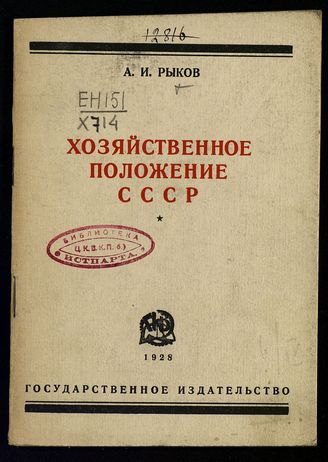 12816
А. И. РЫКОВ
ЕН151
Х714
ХОЗЯЙСТВЕННОЕ
ПОЛОЖЕНИЕ
СССР
БИБЛИОТЕКА
Ц.К.В.К.П.б.)
ИСТПАРТА.
1928
ГОСУДАРСТВЕННОЕ ИЗДАТЕЛЬСТВО